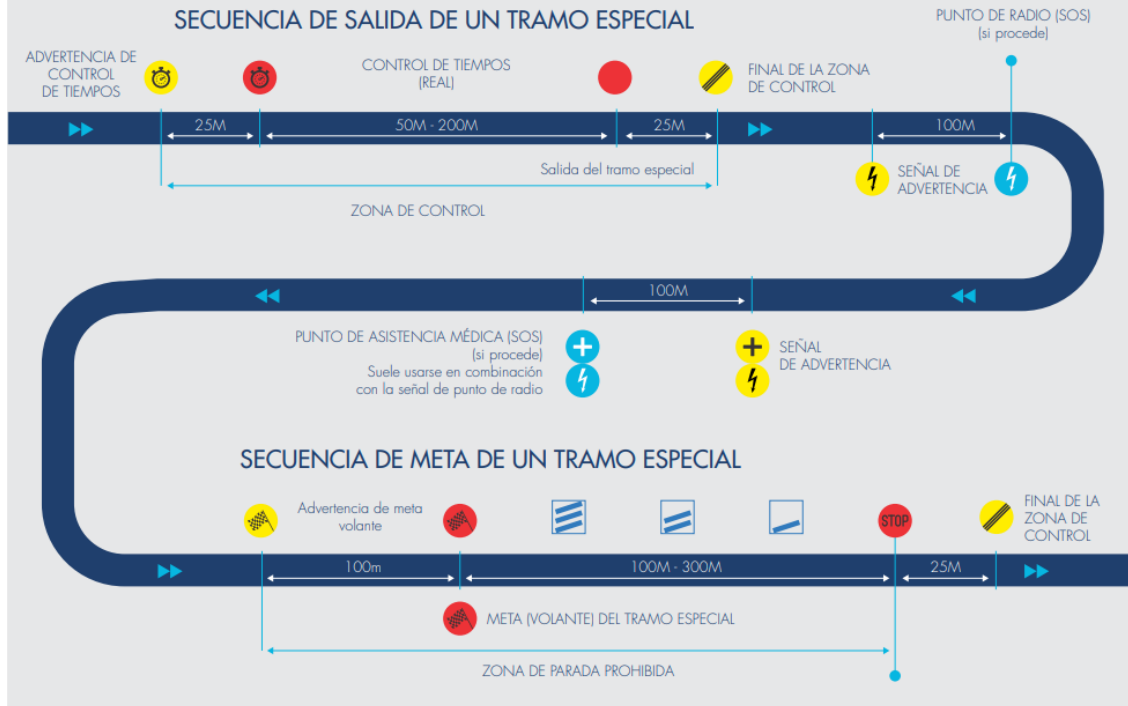 SECUENCIA DE SALIDA DE UN TRAMO ESPECIAL
PUNTO DE RADIO (SOS)
(si procede)
ADVERTENCIA DE
CONTROL
DE TIEMPOS
CONTROL DE TIEMPOS
(REAL)
FINAL DE LA ZONA
DE CONTROL
25M
50M - 200M
25M
100M
Salida del tramo especial
SEÑAL DE
ADVERTENCIA
ZONA DE CONTROL
100M
PUNTO DE ASISTENCIA MÉDICA (SOS)
(si procede)
Suele usarse en combinación
con la señal de punto de radio
SEÑAL
DE ADVERTENCIA
SECUENCIA DE META DE UN TRAMO ESPECIAL
Advertencia de meta
volante
STOP
FINAL DE LA
ZONA DE
CONTROL
100m
100M - 300M
25M
META (VOLANTE) DEL TRAMO ESPECIAL
ZONA DE PARADA PROHIBIDA